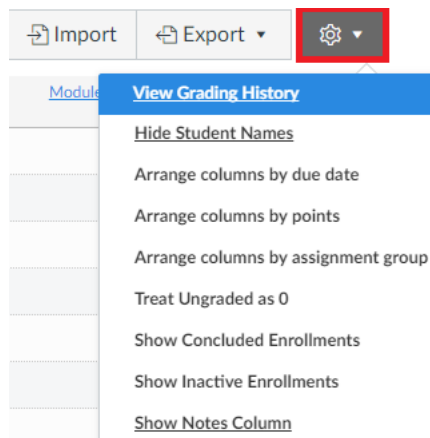 Import
Export
Module
View Grading History
Hide Student Names
Arrange columns by due date
Arrange columns by points
Arrange columns by assignment group
Treat Ungraded as 0
Show Concluded Enrollments
Show Inactive Enrollments
Show Notes Column